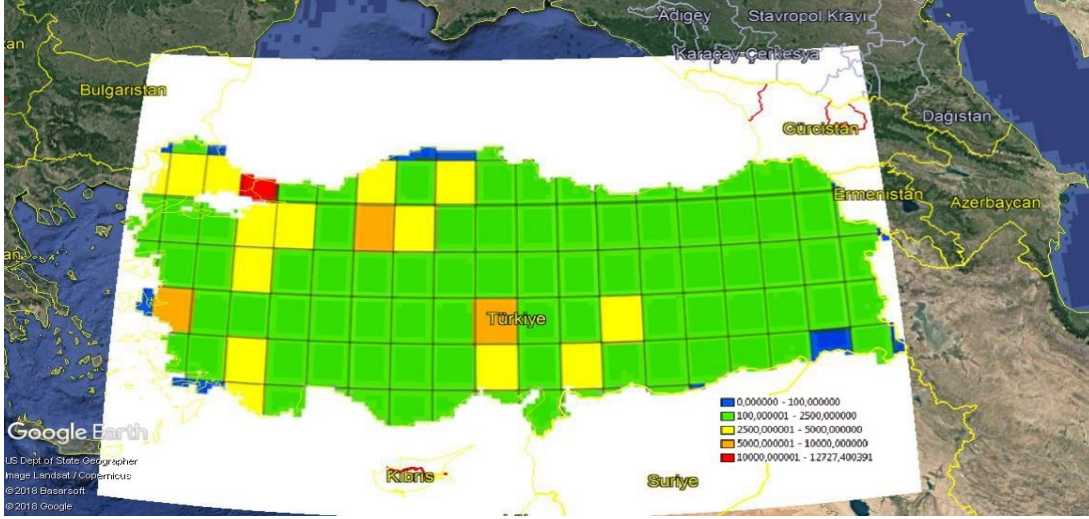 Adigey
Stavropol Krayı
Karaçay-Çerkesya
Bulgaristan
Dağıstan
Gürcistan
Ermenistan
Azerbaycan
Türkiye
0,000000 - 100,000000
100,000001 - 2500,000000
2500,000001 - 5000,000000
5000,000001 - 10000,000000
10000,000001 - 12727,400391
Google Earth
US Dept of State Geographer
Image Landsat / Copernicus
©2018 Basarsoft
©2018 Google
Kıbrıs
Suriye